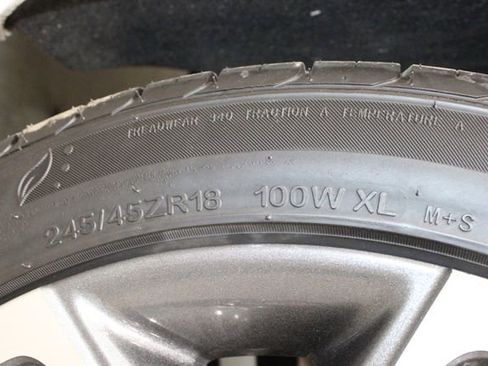 TREADWEAR 340 TRACTION A TEMPERATURE A
245/45ZR18 100W XL M+S